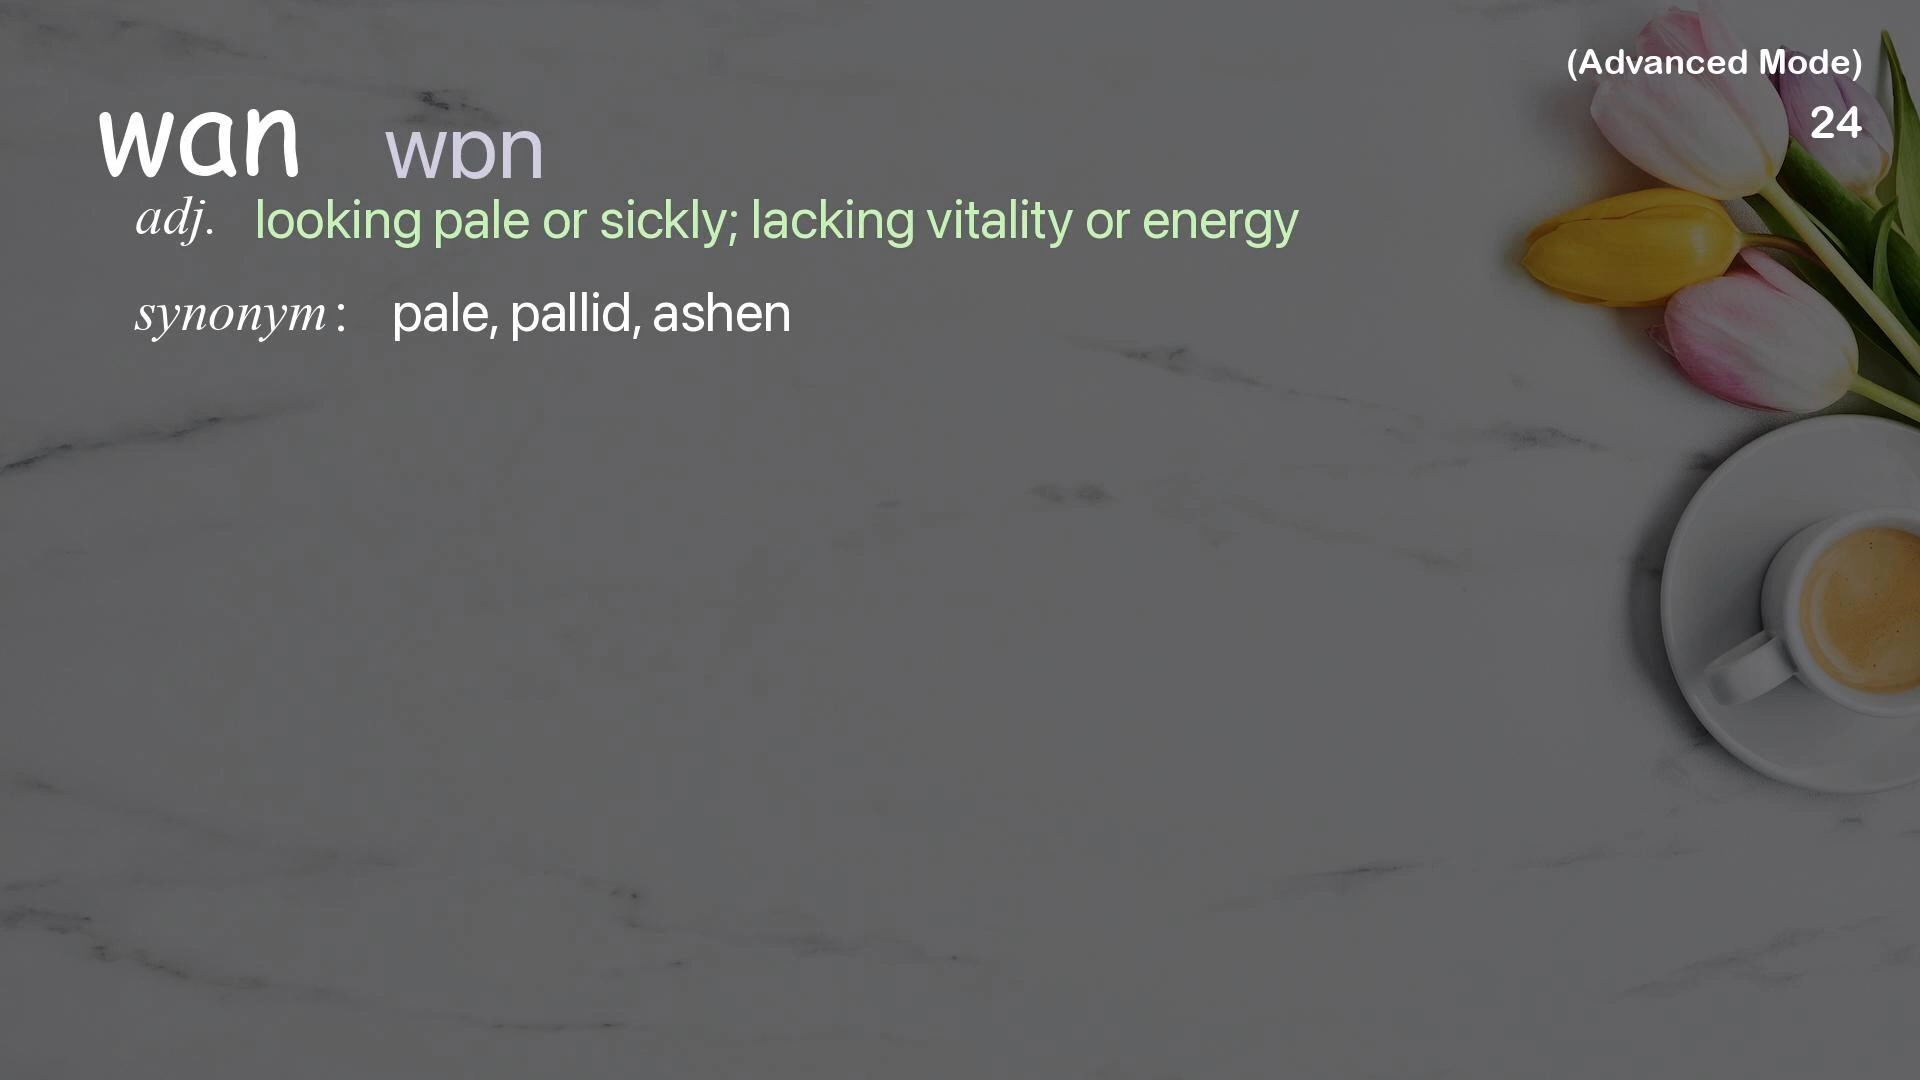 (Advanced Mode)
24
wan wɒn
adj. looking pale or sickly; lacking vitality or energy
synonym : pale, pallid, ashen